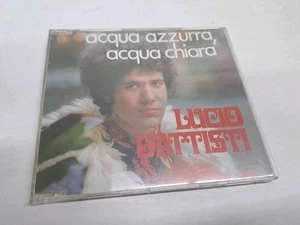 acqua azzurra,
acqua chiara
LUCIO
BATTISTI